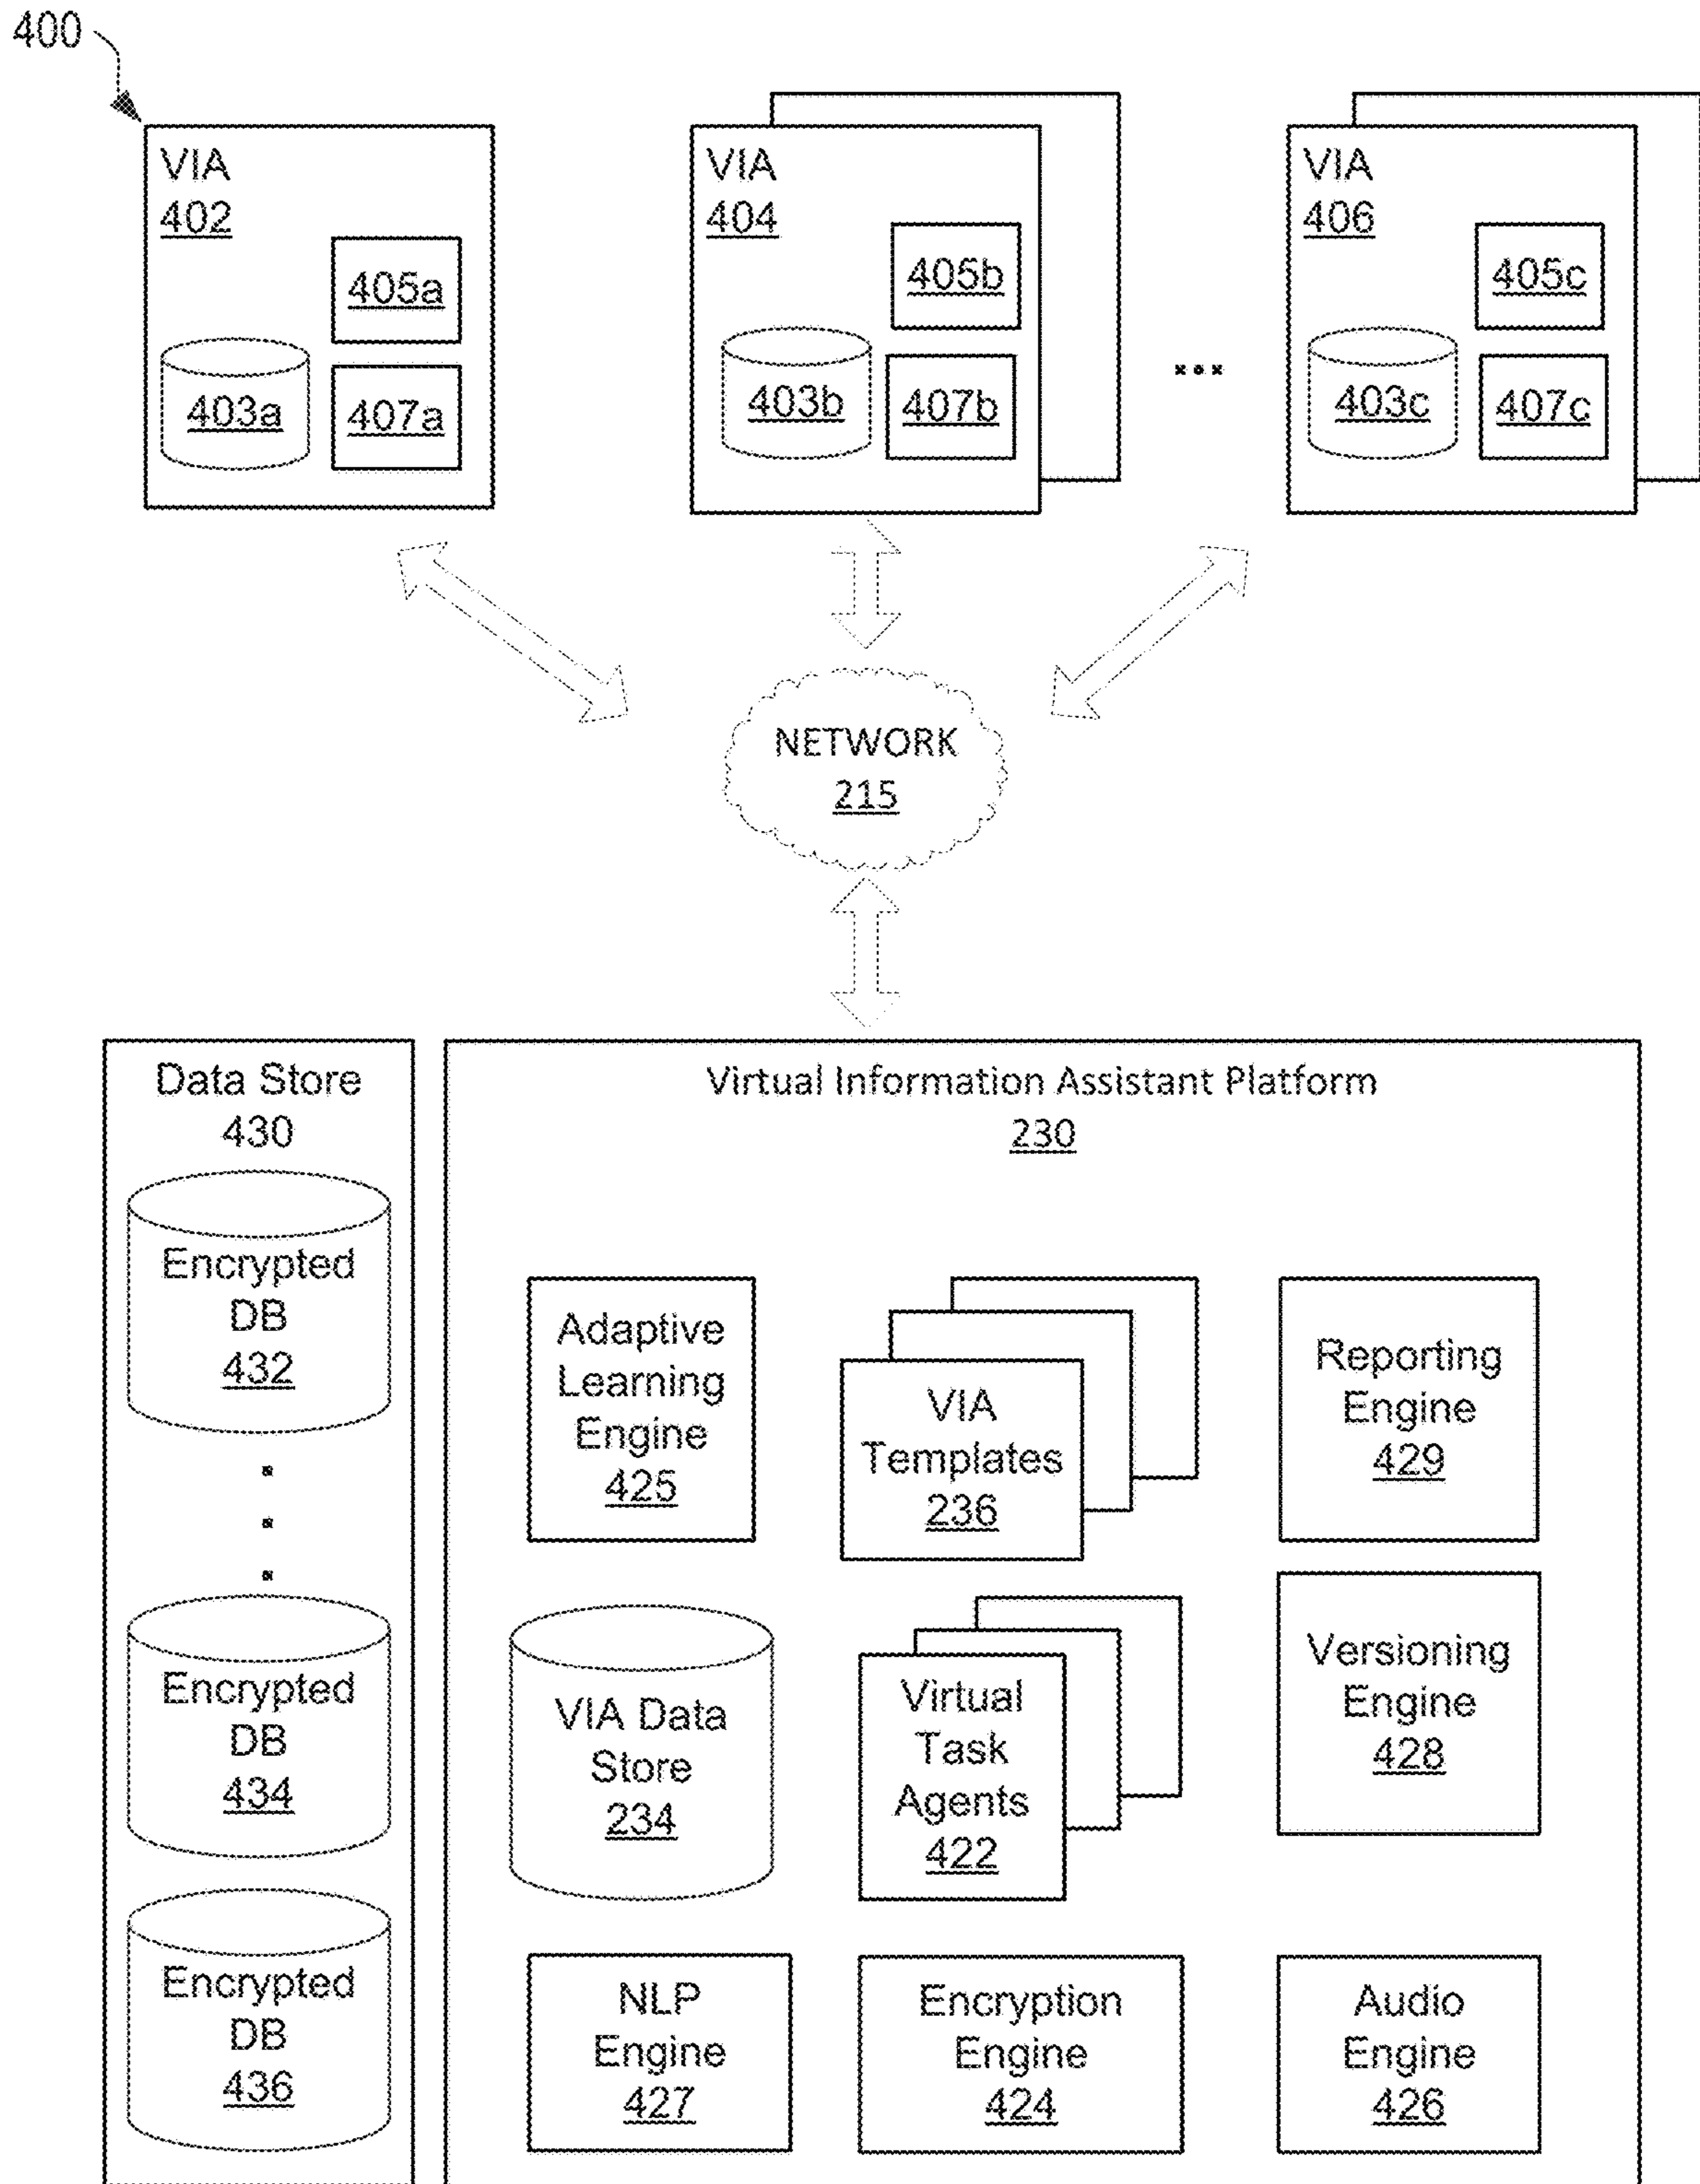 400
VIA
402
405a
403a
407a
VIA
404
405b
403b
407b
...
VIA
406
405c
403c
407c
NETWORK
215
Data Store
430
Encrypted
DB
432
Encrypted
DB
434
Encrypted
DB
436
Virtual Information Assistant Platform
230
Adaptive
Learning
Engine
425
VIA
Templates
236
Reporting
Engine
429
VIA Data
Store
234
Virtual
Task
Agents
422
Versioning
Engine
428
NLP
Engine
427
Encryption
Engine
424
Audio
Engine
426